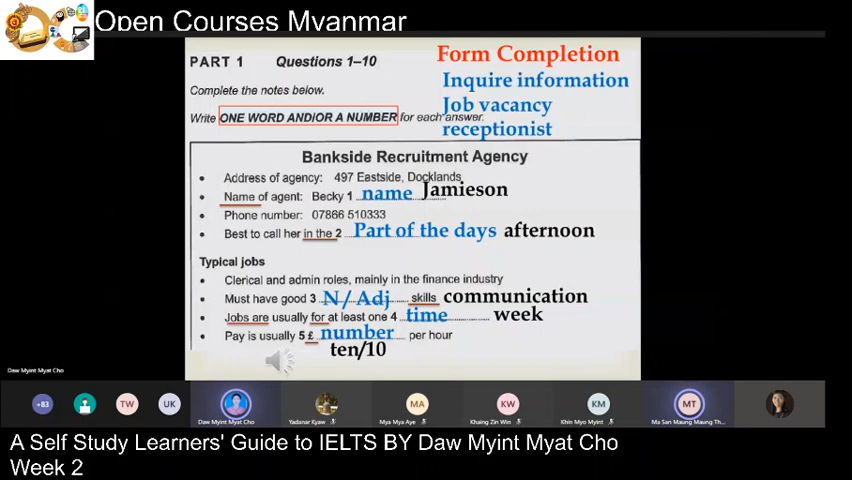 Open Courses Myanmar
PART 1 Questions 1–10
Form Completion
Inquire information
Job vacancy
receptionist
Complete the notes below.
Write ONE WORD AND/OR A NUMBER for each answer.
Bankside Recruitment Agency
• Address of agency: 497 Eastside, Docklands
• Name of agent: Becky 1 name Jamieson
• Phone number: 07866 510333
• Best to call her in the 2 Part of the days afternoon
Typical jobs
• Clerical and admin roles, mainly in the finance industry
• Must have good 3 N/Adj skills communication
• Jobs are usually for at least one 4 time week
• Pay is usually 5 £ number per hour
ten/10
Daw Myint Myat Cho
+83 TW UK MA KW KM MT
Daw Myint Myat Cho Yadanar Kyaw Mya Mya Aye Khaing Zin Win Khin Myo Myint Ma San Maung Maung Th...
A Self Study Learners' Guide to IELTS BY Daw Myint Myat Cho
Week 2